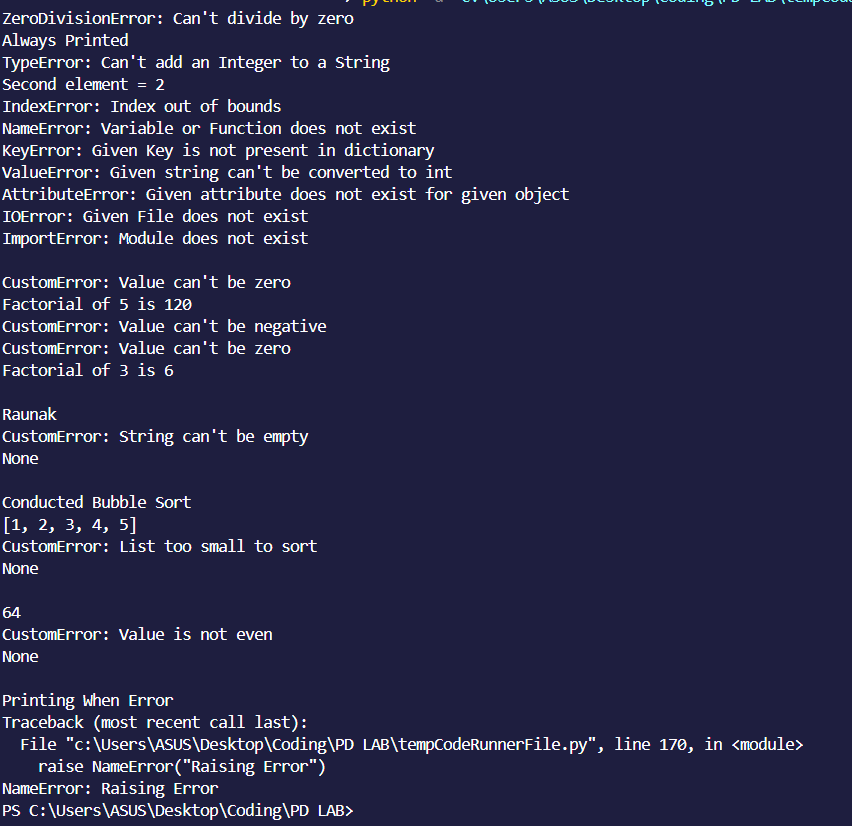 ZeroDivisionError: Can't divide by zero
Always Printed
TypeError: Can't add an Integer to a String
Second element = 2
IndexError: Index out of bounds
NameError: Variable or Function does not exist
KeyError: Given Key is not present in dictionary
ValueError: Given string can't be converted to int
AttributeError: Given attribute does not exist for given object
IOError: Given File does not exist
ImportError: Module does not exist

CustomError: Value can't be zero
Factorial of 5 is 120
CustomError: Value can't be negative
CustomError: Value can't be zero
Factorial of 3 is 6

Raunak
CustomError: String can't be empty
None

Conducted Bubble Sort
[1, 2, 3, 4, 5]
CustomError: List too small to sort
None

64
CustomError: Value is not even
None

Printing When Error
Traceback (most recent call last):
  File "c:\Users\ASUS\Desktop\Coding\PD LAB\tempCodeRunnerFile.py", line 170, in <module>
    raise NameError("Raising Error")
NameError: Raising Error
PS C:\Users\ASUS\Desktop\Coding\PD LAB>